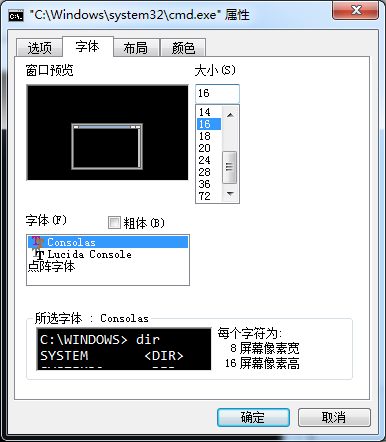 "C:\Windows\system32\cmd.exe" 属性
选项 字体 布局 颜色
窗口预览
大小(S)
16
14
16
18
20
24
28
36
72
字体(F)
粗体(B)
Consolas
Lucida Console
点阵字体
所选字体 : Consolas
C:\WINDOWS> dir
SYSTEM <DIR>
每个字符为:
8 屏幕像素宽
16 屏幕像素高
确定 取消